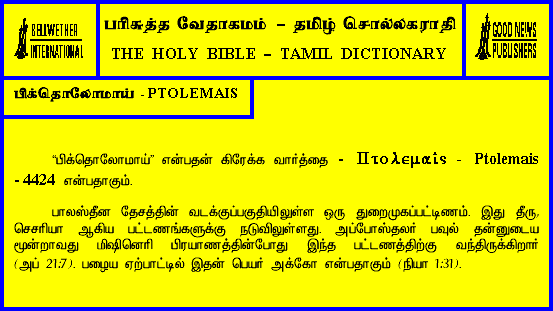 BELLWETHER
INTERNATIONAL
பரிசுத்த வேதாகமம் – தமிழ் சொல்லகராதி
THE HOLY BIBLE – TAMIL DICTIONARY
GOOD NEWS
PUBLISHERS
பிக்தொலோமாய் - PTOLEMAIS
“பிக்தொலோமாய்” என்பதன் கிரேக்க வார்த்தை - Πτολεμαΐς - Ptolemais
- 4424 என்பதாகும்.
பாலஸ்தீன தேசத்தின் வடக்குப்பகுதியிலுள்ள ஒரு துறைமுகப்பட்டிணம். இது தீரு,
செசரியா ஆகிய பட்டணங்களுக்கு நடுவிலுள்ளது. அப்போஸ்தலர் பவுல் தன்னுடைய
மூன்றாவது மிஷினெரி பிரயாணத்தின்போது இந்த பட்டணத்திற்கு வந்திருக்கிறார்
(அப் 21:7). பழைய ஏற்பாட்டில் இதன் பெயர் அக்கோ என்பதாகும் (நியா 1:31).